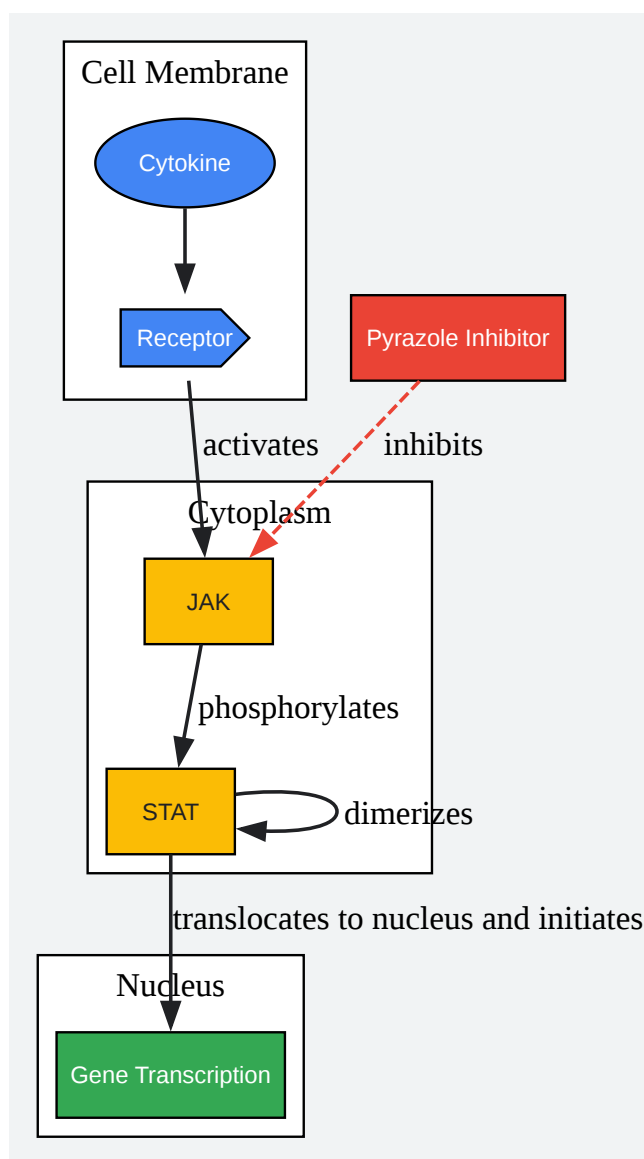 Cell Membrane
Cytokine
Receptor
Pyrazole Inhibitor
activates
inhibits
Cytoplasm
JAK
phosphorylates
STAT
dimerizes
translocates to nucleus and initiates
Nucleus
Gene Transcription